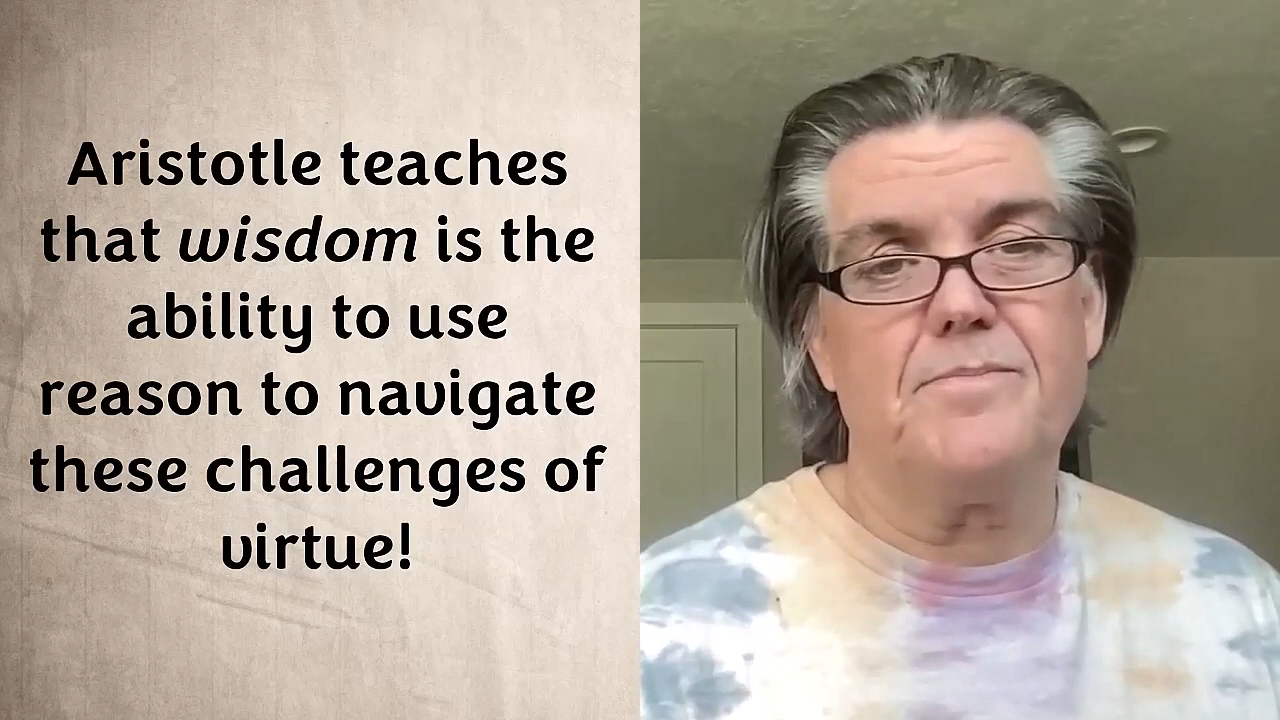 Aristotle teaches
that wisdom is the
ability to use
reason to navigate
these challenges of
virtue!